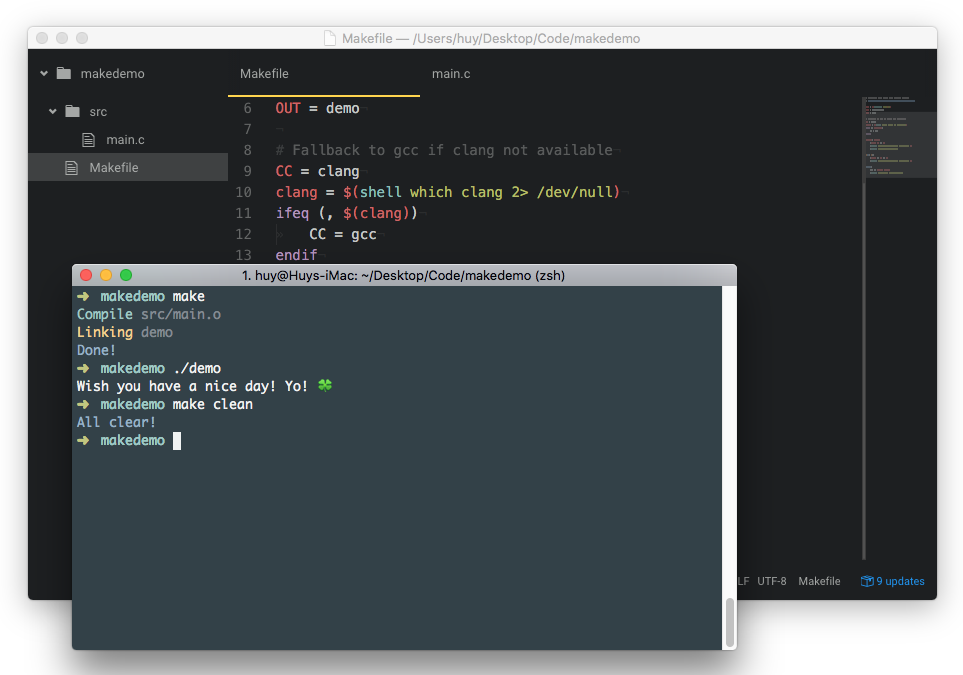 Makefile — /Users/huy/Desktop/Code/makedemo
makedemo
src
main.c
Makefile
Makefile main.c
6 OUT = demo
7
8 # Fallback to gcc if clang not available
9 CC = clang
10 clang = $(shell which clang 2> /dev/null)
11 ifeq (, $(clang))
12 CC = gcc
13 endif
1. huy@Huys-iMac: ~/Desktop/Code/makedemo (zsh)
➜ makedemo make
Compile src/main.o
Linking demo
Done!
➜ makedemo ./demo
Wish you have a nice day! Yo! 🍀
➜ makedemo make clean
All clear!
➜ makedemo
LF UTF-8 Makefile 9 updates